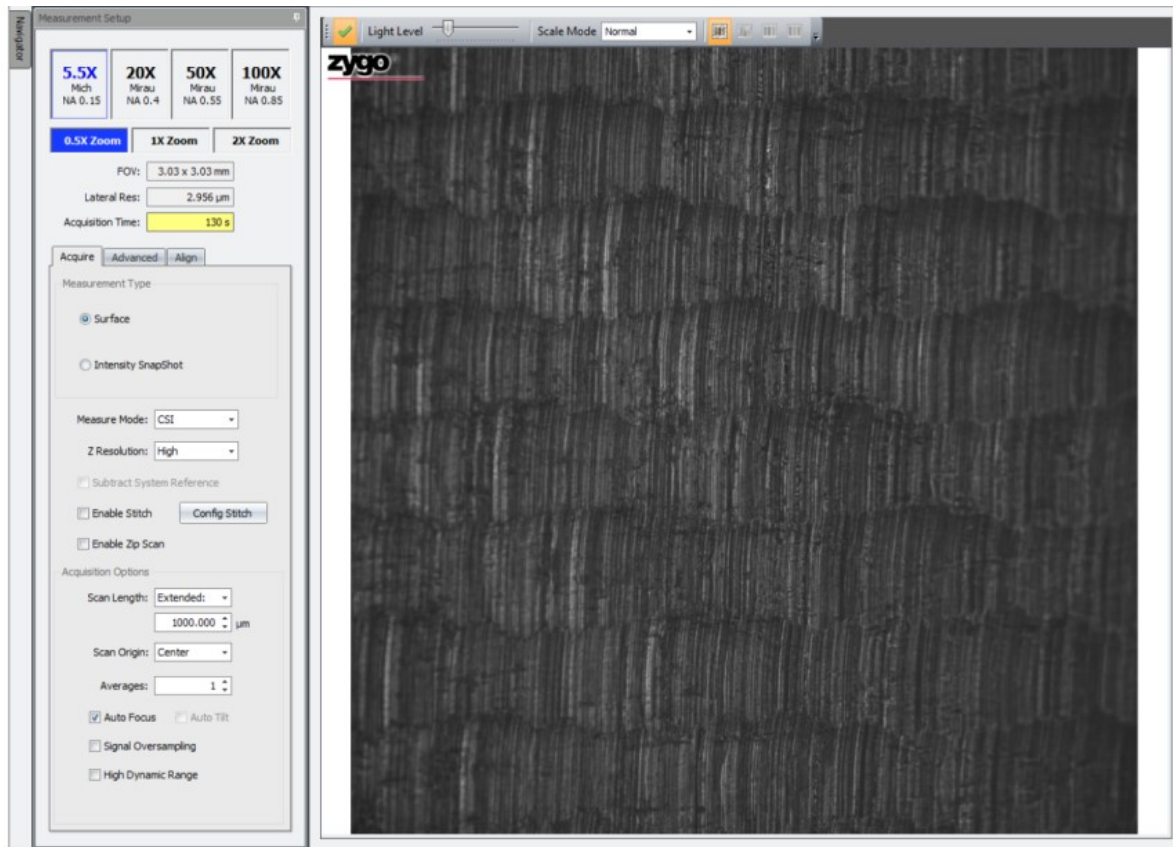 Navigator
Measurement Setup
5.5X
Mich
NA 0.15
20X
Mirau
NA 0.4
50X
Mirau
NA 0.55
100X
Mirau
NA 0.85
0.5X Zoom
1X Zoom
2X Zoom
FOV: 3.03 x 3.03 mm
Lateral Res: 2.956 µm
Acquisition Time: 130 s
Acquire Advanced Align
Measurement Type
Surface
Intensity SnapShot
Measure Mode: CSI
Z Resolution: High
Subtract System Reference
Enable Stitch Config Stitch
Enable Zip Scan
Acquisition Options
Scan Length: Extended:
1000.000 µm
Scan Origin: Center
Averages: 1
Auto Focus Auto Tilt
Signal Oversampling
High Dynamic Range
Light Level Scale Mode Normal
zygo